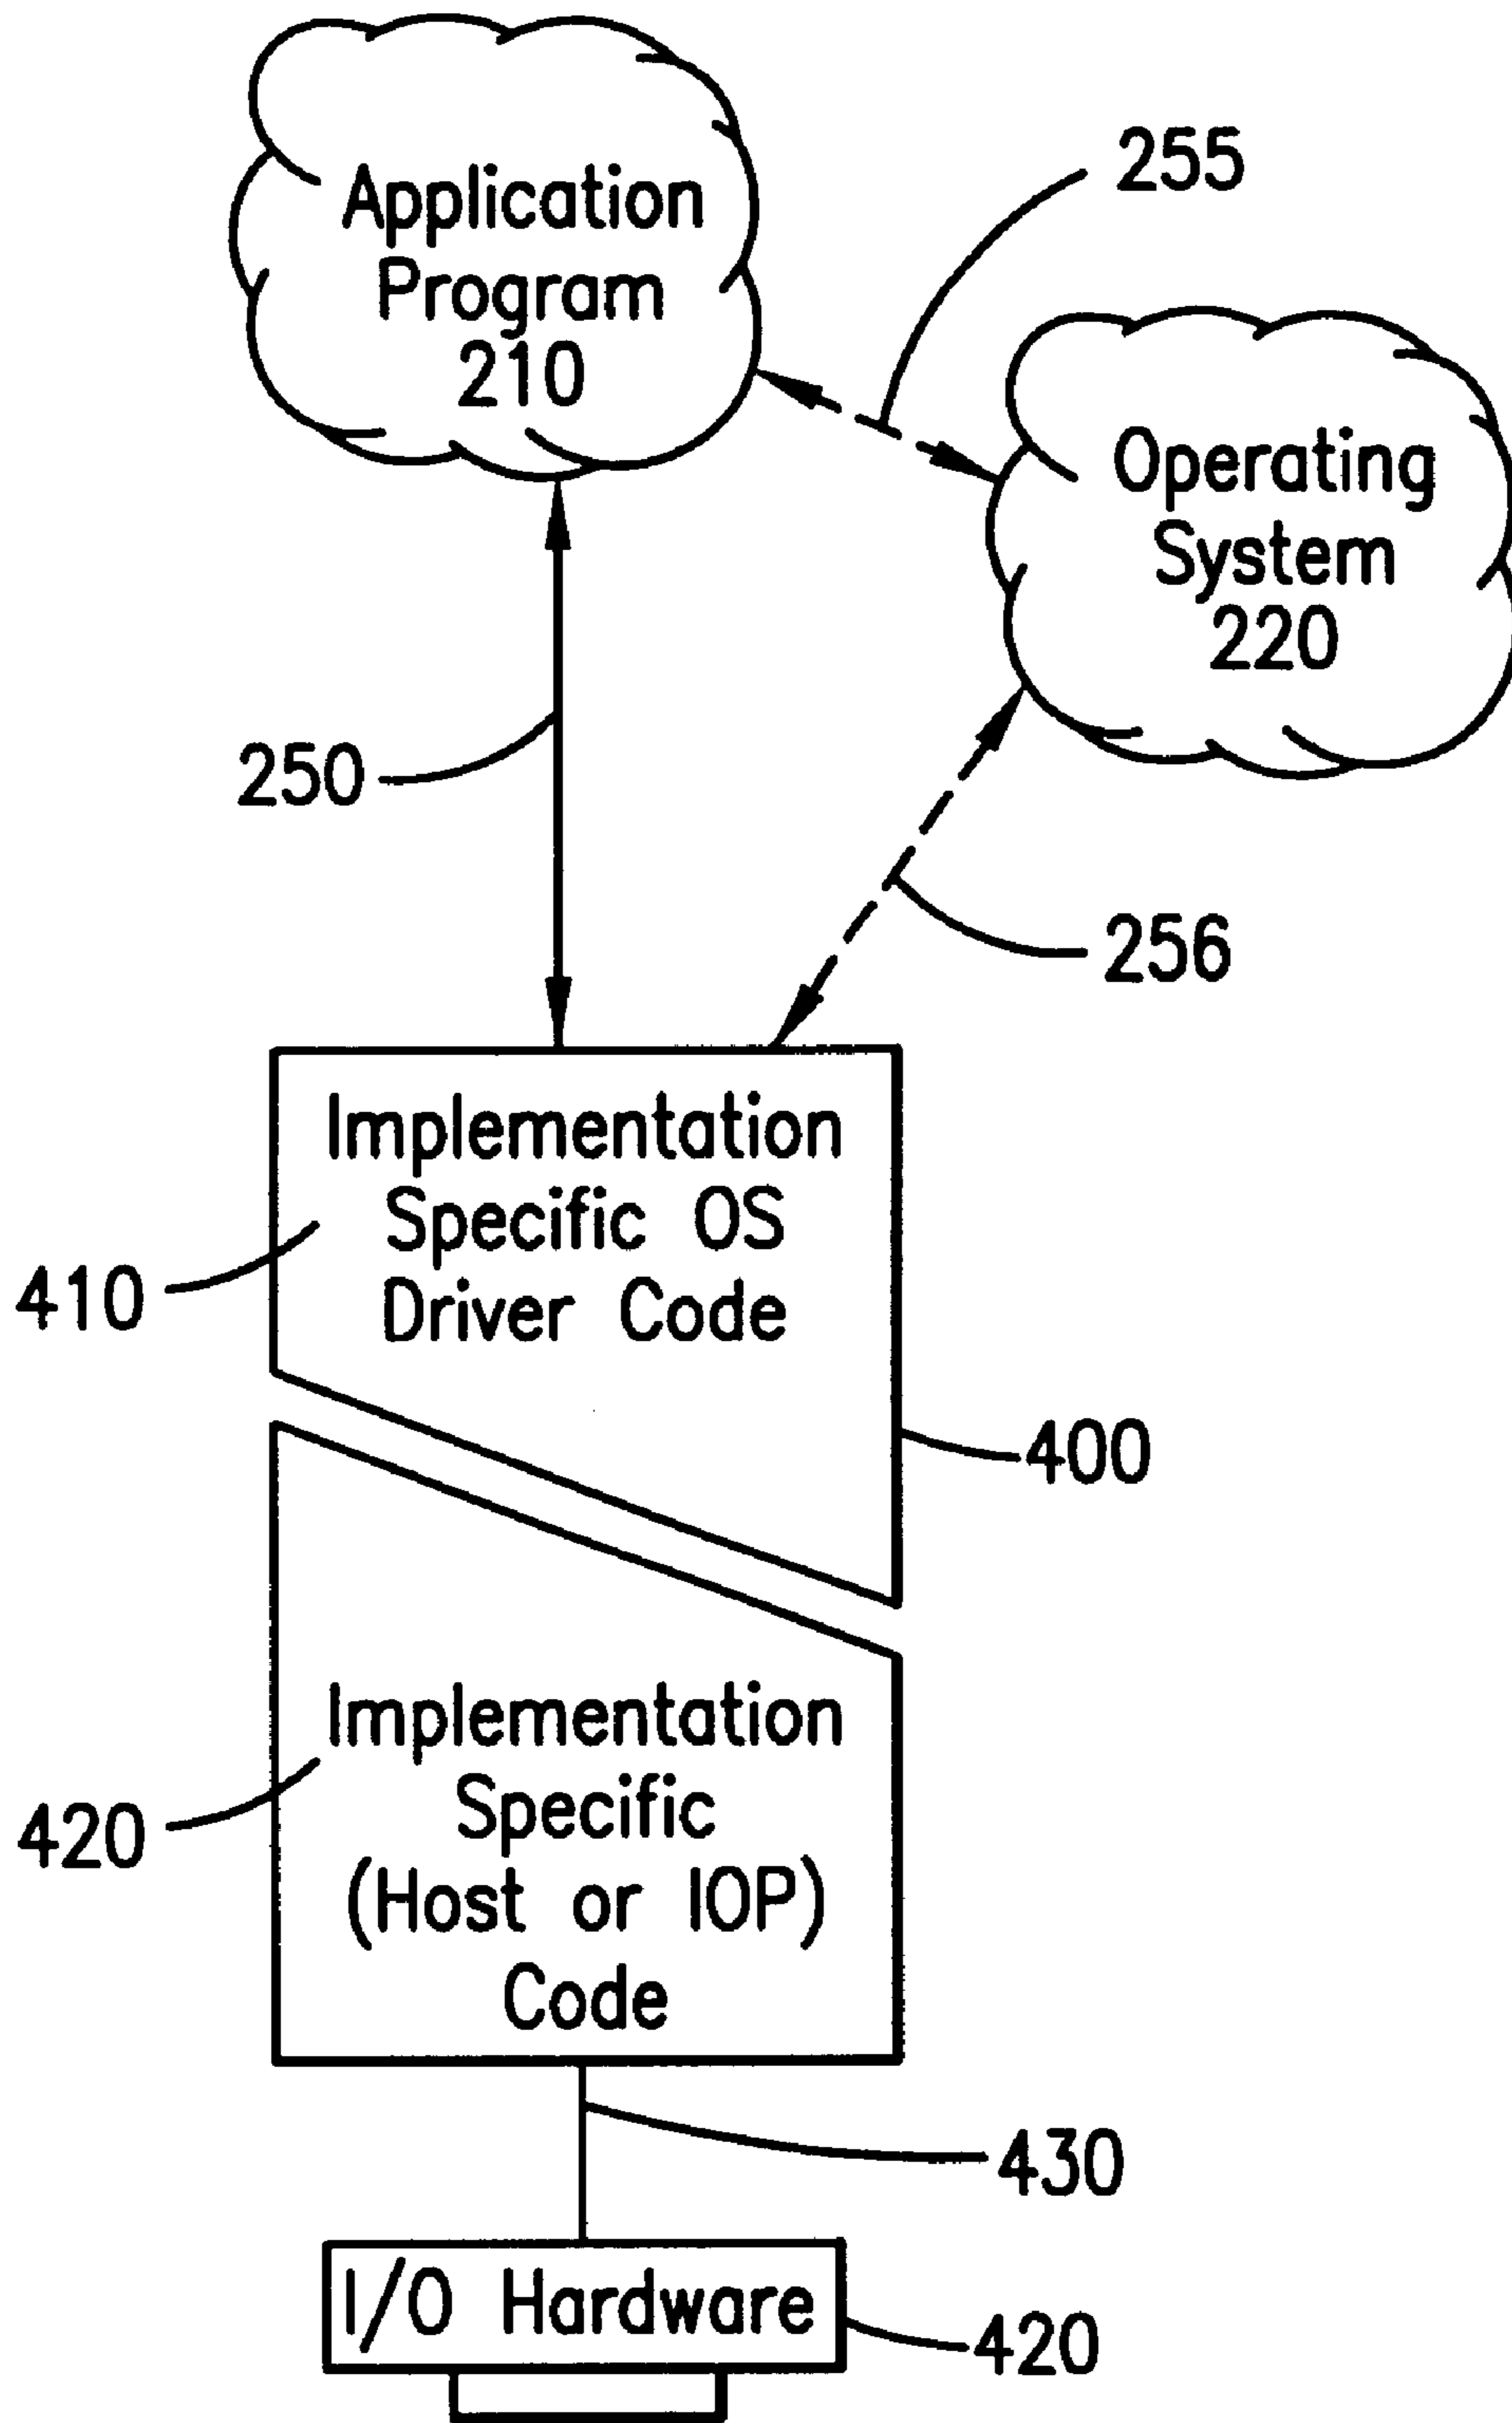 Application
Program
210
255
Operating
System
220
250
256
Implementation
Specific OS
Driver Code
410
400
Implementation
Specific
(Host or IOP)
Code
420
430
I/O Hardware
420